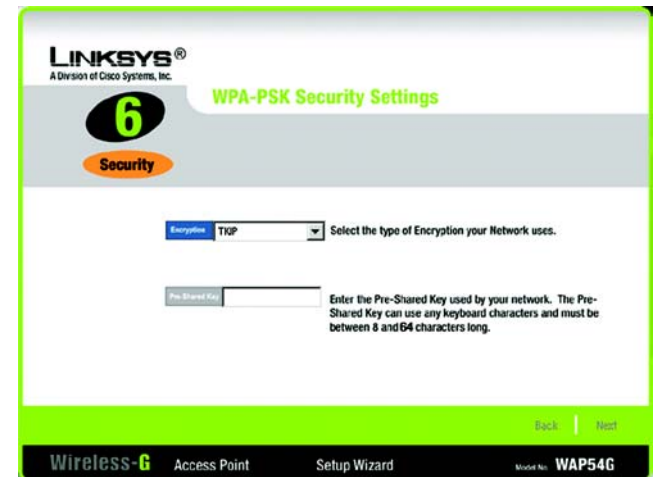 LINKSYS®
A Division of Cisco Systems, Inc.
WPA-PSK Security Settings
6
Security
Encryption TKIP Select the type of Encryption your Network uses.
Pre-Shared Key Enter the Pre-Shared Key used by your network. The Pre-
Shared Key can use any keyboard characters and must be
between 8 and 64 characters long.
Back Next
Wireless-G Access Point Setup Wizard Model No. WAP54G